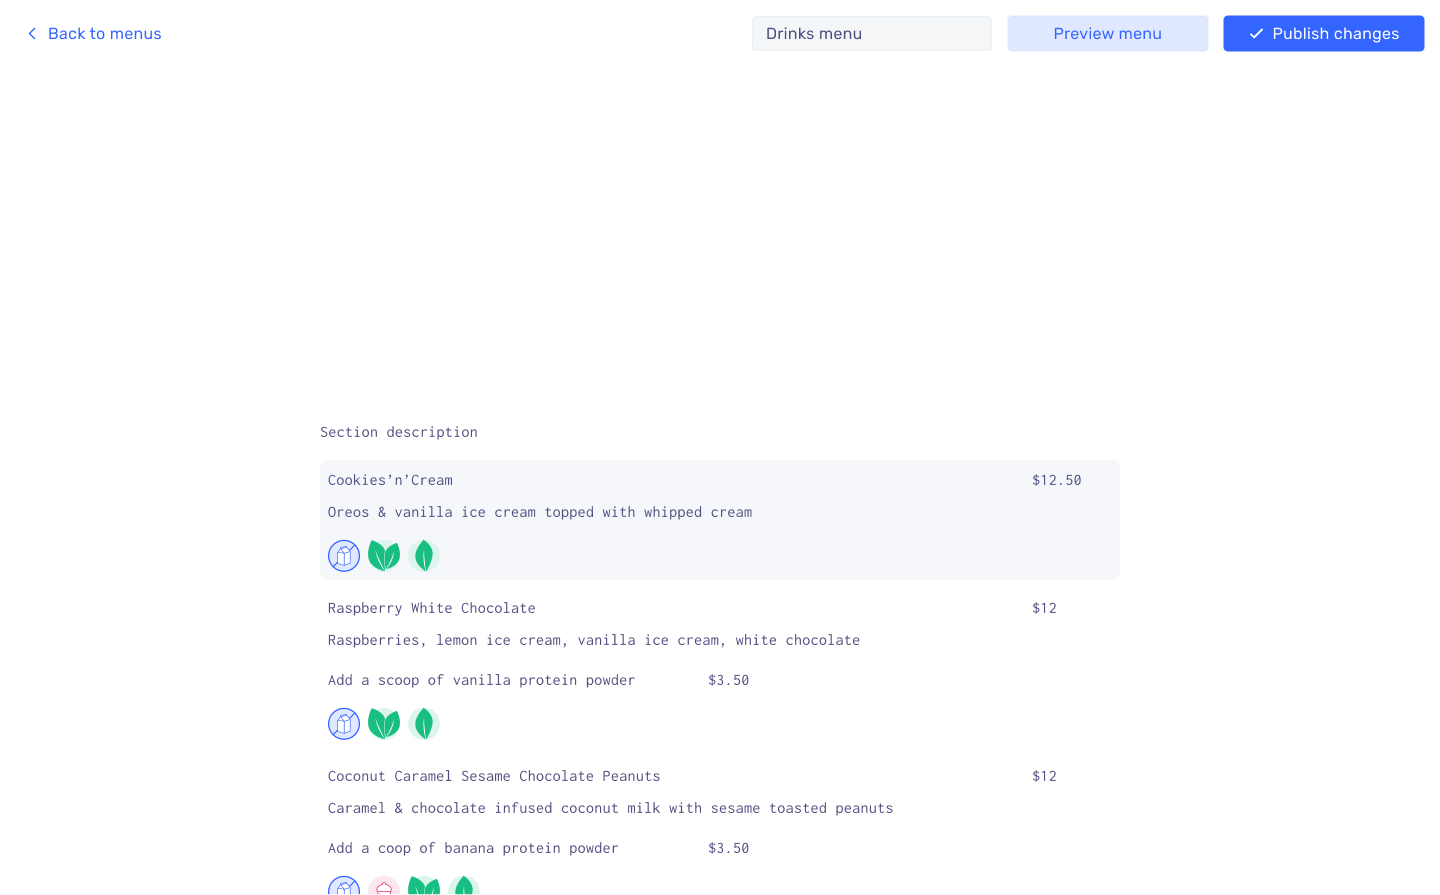 Back to menus
Drinks menu
Preview menu
Publish changes
Section description
Cookies’n’Cream $12.50
Oreos & vanilla ice cream topped with whipped cream
Raspberry White Chocolate $12
Raspberries, lemon ice cream, vanilla ice cream, white chocolate
Add a scoop of vanilla protein powder $3.50
Coconut Caramel Sesame Chocolate Peanuts $12
Caramel & chocolate infused coconut milk with sesame toasted peanuts
Add a coop of banana protein powder $3.50